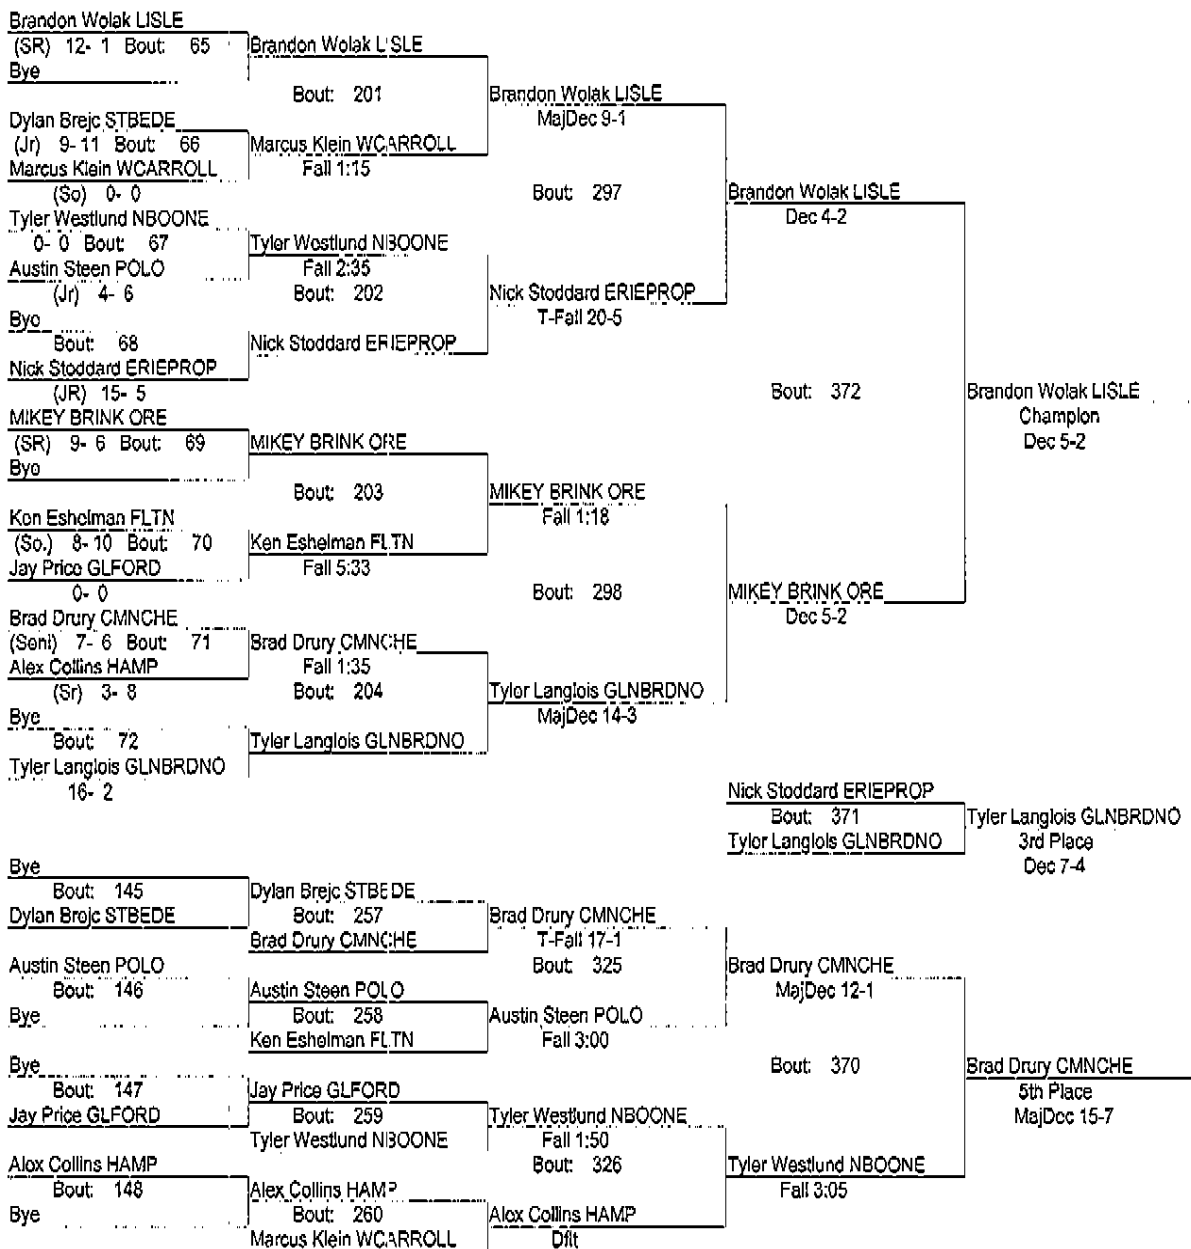 Brandon Wolak LISLE
(SR) 12- 1 Bout: 65
Bye
Dylan Brejc STBEDE
(Jr) 9- 11 Bout: 66
Marcus Klein WCARROLL
(So) 0- 0
Tyler Westlund NBOONE
0- 0 Bout: 67
Austin Steen POLO
(Jr) 4- 6
Bye
Bout: 68
Nick Stoddard ERIEPROP
(JR) 15- 5
MIKEY BRINK ORE
(SR) 9- 6 Bout: 69
Bye
Ken Eshelman FLTN
(So.) 8- 10 Bout: 70
Jay Price GLFORD
0- 0
Brad Drury CMNCHE
(Seni) 7- 6 Bout: 71
Alex Collins HAMP
(Sr) 3- 8
Bye
Bout: 72
Tyler Langlois GLNBRDNO
16- 2
Brandon Wolak LISLE
Bout: 201
Marcus Klein WCARROLL
Fall 1:15
Tyler Westlund NBOONE
Fall 2:35
Bout: 202
Nick Stoddard ERIEPROP
MIKEY BRINK ORE
Bout: 203
Ken Eshelman FLTN
Fall 5:33
Brad Drury CMNCHE
Fall 1:35
Bout: 204
Tyler Langlois GLNBRDNO
Brandon Wolak LISLE
MajDec 9-1
Bout: 297
Nick Stoddard ERIEPROP
T-Fall 20-5
MIKEY BRINK ORE
Fall 1:18
Bout: 298
Tyler Langlois GLNBRDNO
MajDec 14-3
Brandon Wolak LISLE
Dec 4-2
Bout: 372
MIKEY BRINK ORE
Dec 5-2
Brandon Wolak LISLE
Champion
Dec 5-2
Nick Stoddard ERIEPROP
Bout: 371
Tyler Langlois GLNBRDNO
Tyler Langlois GLNBRDNO
3rd Place
Dec 7-4
Bye
Bout: 145
Dylan Brejc STBEDE
Austin Steen POLO
Bout: 146
Bye
Bye
Bout: 147
Jay Price GLFORD
Alex Collins HAMP
Bout: 148
Bye
Dylan Brejc STBEDE
Bout: 257
Brad Drury CMNCHE
Austin Steen POLO
Bout: 258
Ken Eshelman FLTN
Jay Price GLFORD
Bout: 259
Tyler Westlund NBOONE
Alex Collins HAMP
Bout: 260
Marcus Klein WCARROLL
Brad Drury CMNCHE
T-Fall 17-1
Bout: 325
Austin Steen POLO
Fall 3:00
Tyler Westlund NBOONE
Fall 1:50
Bout: 326
Alex Collins HAMP
Dflt
Brad Drury CMNCHE
MajDec 12-1
Bout: 370
Tyler Westlund NBOONE
Fall 3:05
Brad Drury CMNCHE
5th Place
MajDec 15-7